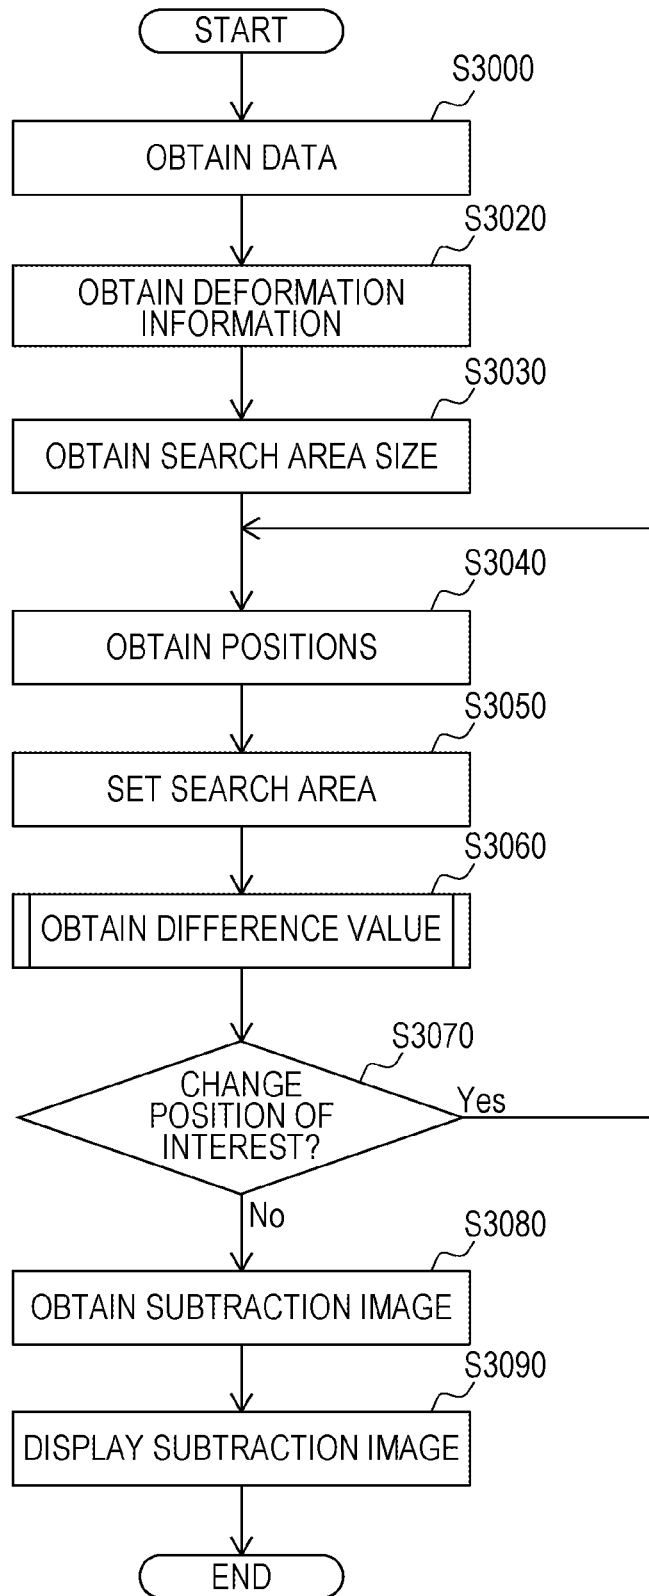 START
S3000
OBTAIN DATA
S3020
OBTAIN DEFORMATION
INFORMATION
S3030
OBTAIN SEARCH AREA SIZE
S3040
OBTAIN POSITIONS
S3050
SET SEARCH AREA
S3060
OBTAIN DIFFERENCE VALUE
S3070
CHANGE
POSITION OF
INTEREST?
Yes
No
S3080
OBTAIN SUBTRACTION IMAGE
S3090
DISPLAY SUBTRACTION IMAGE
END